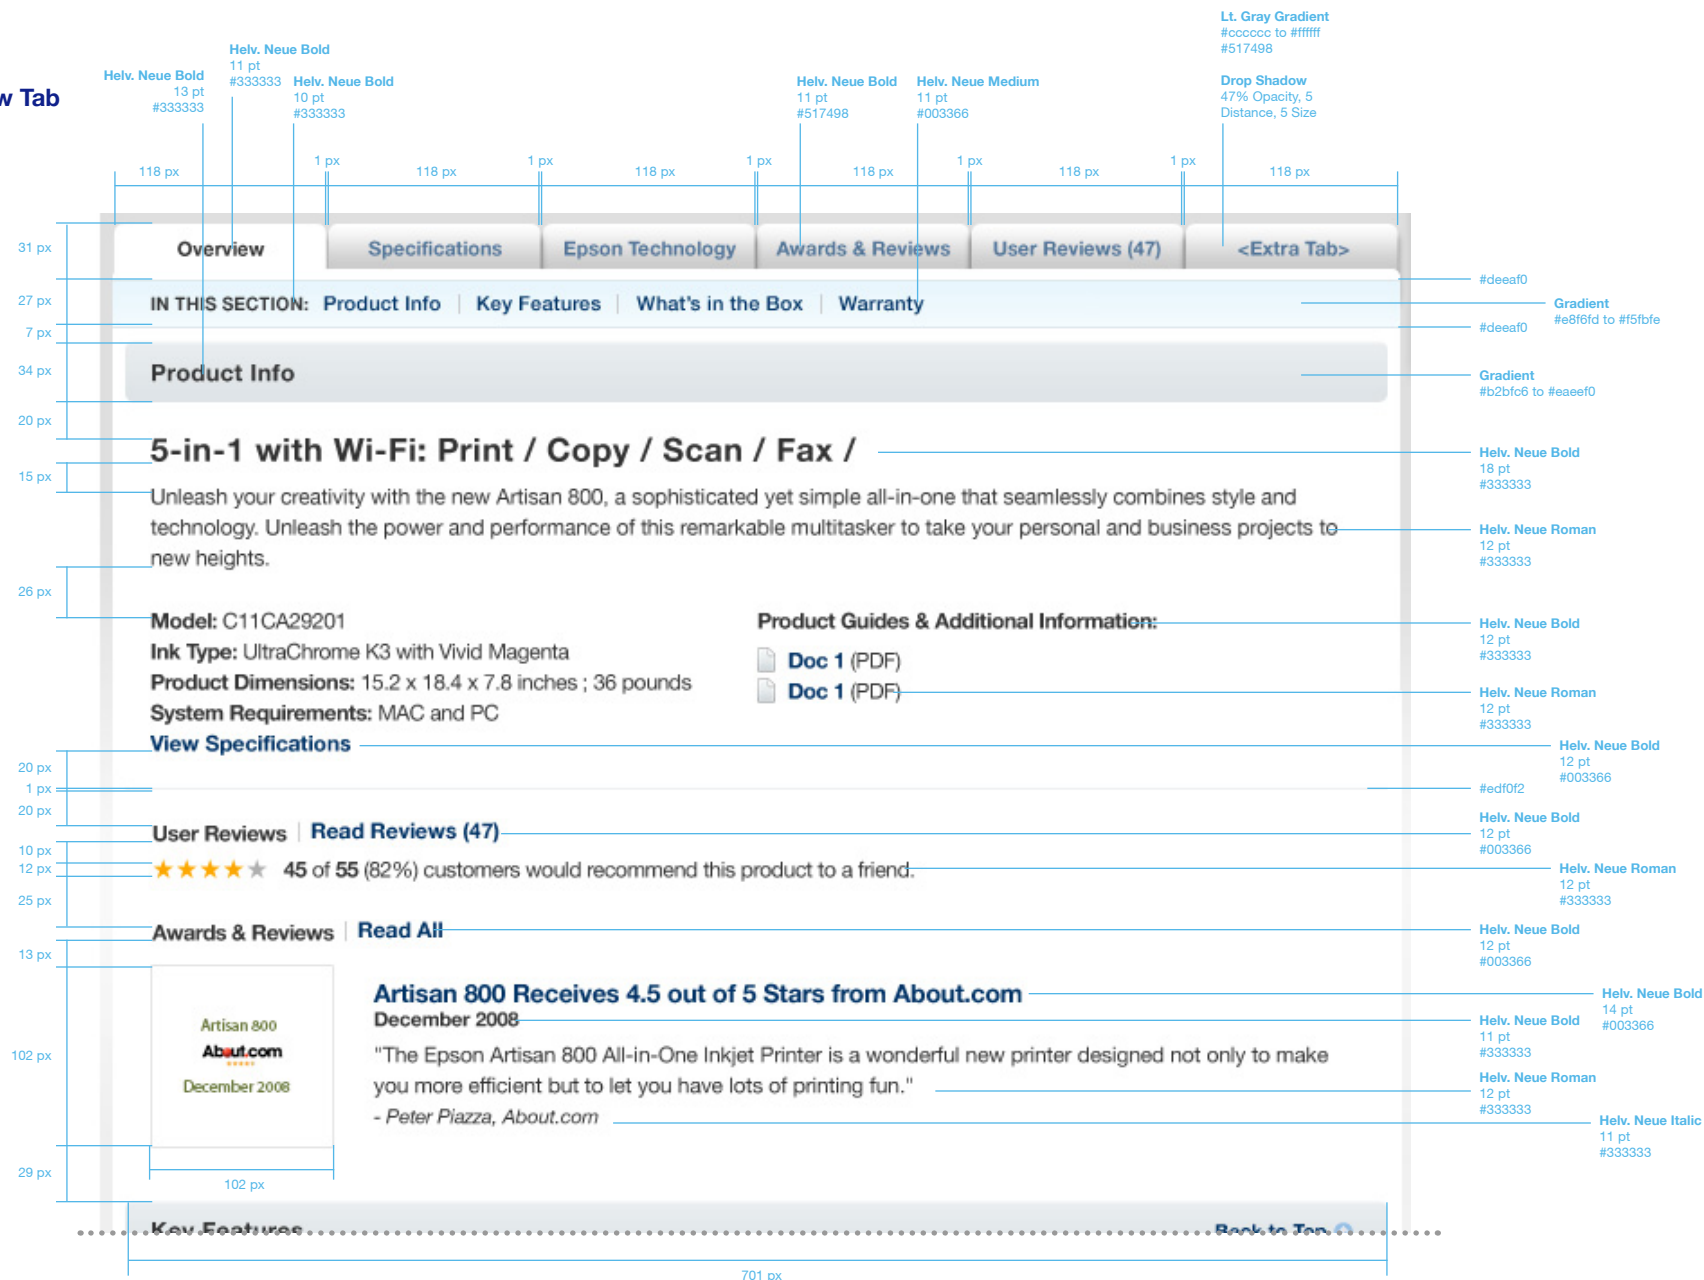 Lt. Gray Gradient
#cccccc to #ffffff
#517498
Drop Shadow
47% Opacity, 5
Distance, 5 Size
Helv. Neue Bold
11 pt
#333333
Helv. Neue Bold
13 pt
#333333
Helv. Neue Bold
10 pt
#333333
Helv. Neue Bold
11 pt
#517498
Helv. Neue Medium
11 pt
#003366
w Tab
118 px 1 px 118 px 1 px 118 px 1 px 118 px 1 px 118 px 1 px 118 px
31 px
Overview Specifications Epson Technology Awards & Reviews User Reviews (47) <Extra Tab>
#deeaf0
27 px
IN THIS SECTION: Product Info | Key Features | What's in the Box | Warranty
Gradient
#e8f6fd to #f5fbfe
#deeaf0
7 px
34 px
Product Info
Gradient
#b2bfc6 to #eaeef0
20 px
5-in-1 with Wi-Fi: Print / Copy / Scan / Fax /
Helv. Neue Bold
18 pt
#333333
15 px
Unleash your creativity with the new Artisan 800, a sophisticated yet simple all-in-one that seamlessly combines style and
technology. Unleash the power and performance of this remarkable multitasker to take your personal and business projects to
new heights.
Helv. Neue Roman
12 pt
#333333
26 px
Model: C11CA29201
Ink Type: UltraChrome K3 with Vivid Magenta
Product Dimensions: 15.2 x 18.4 x 7.8 inches ; 36 pounds
System Requirements: MAC and PC
View Specifications
Product Guides & Additional Information:
Doc 1 (PDF)
Doc 1 (PDF)
Helv. Neue Bold
12 pt
#333333
Helv. Neue Roman
12 pt
#333333
Helv. Neue Bold
12 pt
#003366
20 px
1 px
#edf0f2
20 px
User Reviews | Read Reviews (47)
Helv. Neue Bold
12 pt
#003366
10 px
12 px
45 of 55 (82%) customers would recommend this product to a friend.
Helv. Neue Roman
12 pt
#333333
25 px
Awards & Reviews | Read All
Helv. Neue Bold
12 pt
#003366
13 px
102 px
Artisan 800
About.com
December 2008
Artisan 800 Receives 4.5 out of 5 Stars from About.com
December 2008
"The Epson Artisan 800 All-in-One Inkjet Printer is a wonderful new printer designed not only to make
you more efficient but to let you have lots of printing fun."
- Peter Piazza, About.com
Helv. Neue Bold
14 pt
#003366
Helv. Neue Bold
11 pt
#333333
Helv. Neue Roman
12 pt
#333333
Helv. Neue Italic
11 pt
#333333
29 px
102 px
Key Features Back to Top
701 px